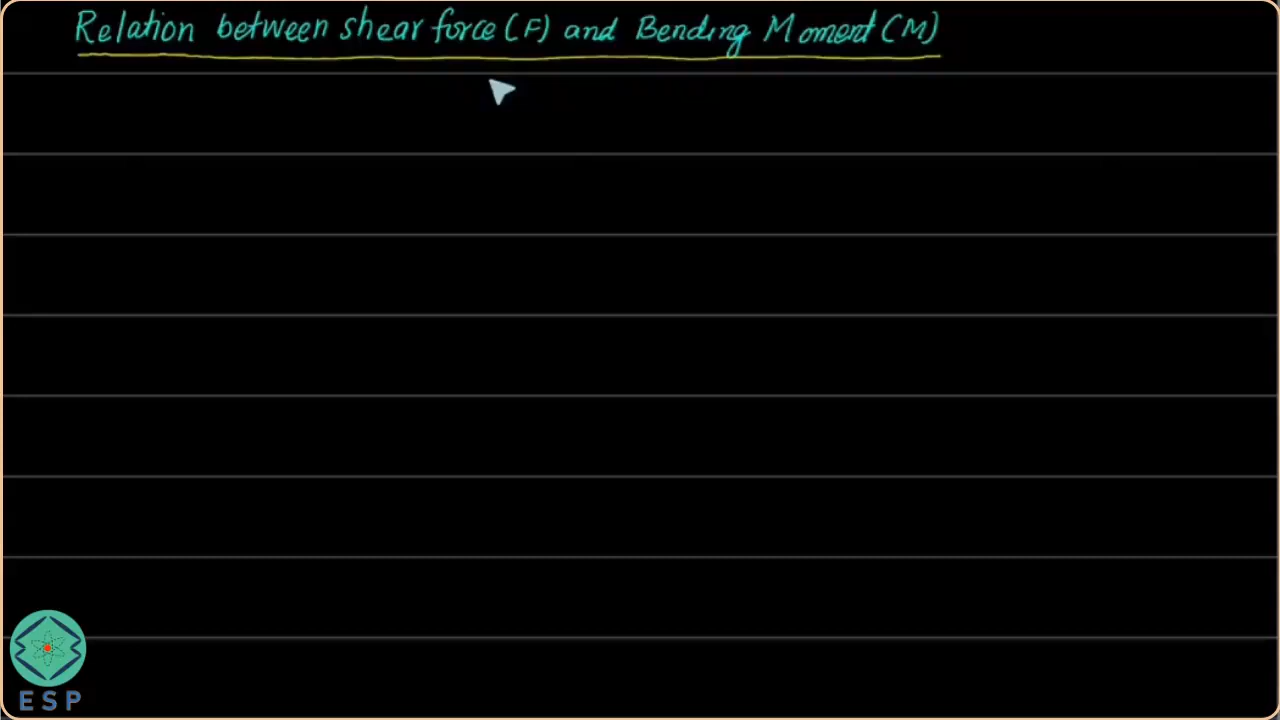 Relation between shear force (F) and Bending Moment (M)
ESP